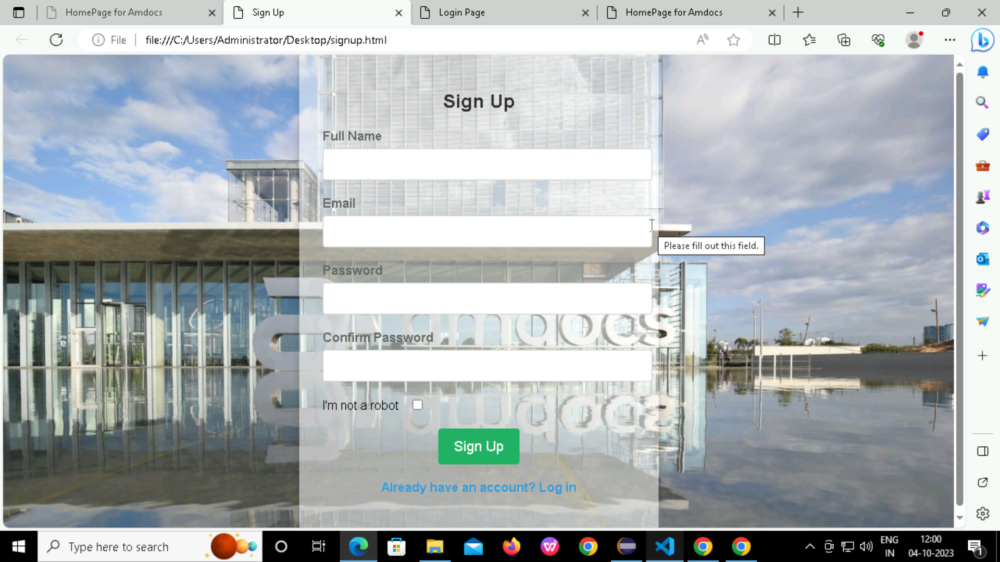 HomePage for Amdocs
Sign Up
Login Page
HomePage for Amdocs
File
file:///C:/Users/Administrator/Desktop/signup.html
Sign Up
Full Name
Email
Please fill out this field.
Password
amdocs
Confirm Password
I'm not a robot
Sign Up
Already have an account? Log in
Type here to search
ENG
IN
12:00
04-10-2023
1